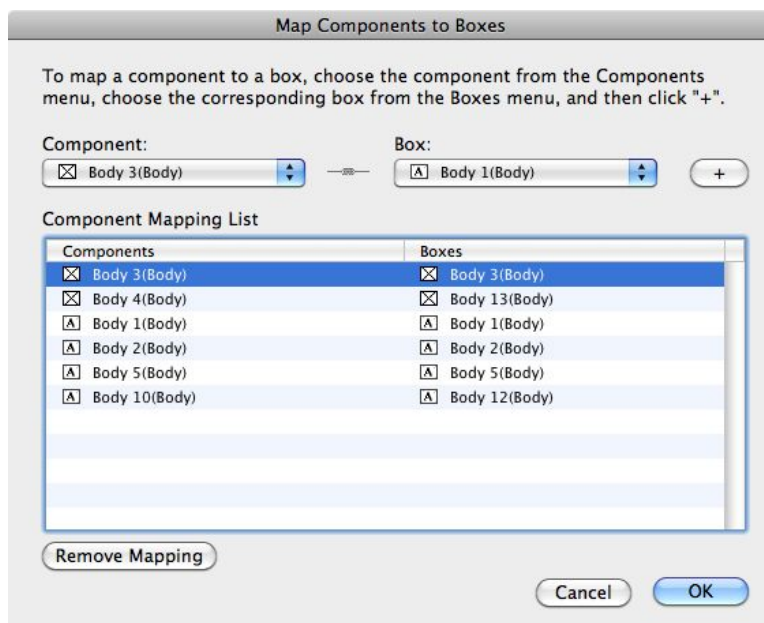 Map Components to Boxes
To map a component to a box, choose the component from the Components
menu, choose the corresponding box from the Boxes menu, and then click "+".
Component: Box:
Body 3(Body) A Body 1(Body) +
Component Mapping List
Components Boxes
Body 3(Body) Body 3(Body)
Body 4(Body) Body 13(Body)
A Body 1(Body) A Body 1(Body)
A Body 2(Body) A Body 2(Body)
A Body 5(Body) A Body 5(Body)
A Body 10(Body) A Body 12(Body)
Remove Mapping
Cancel OK